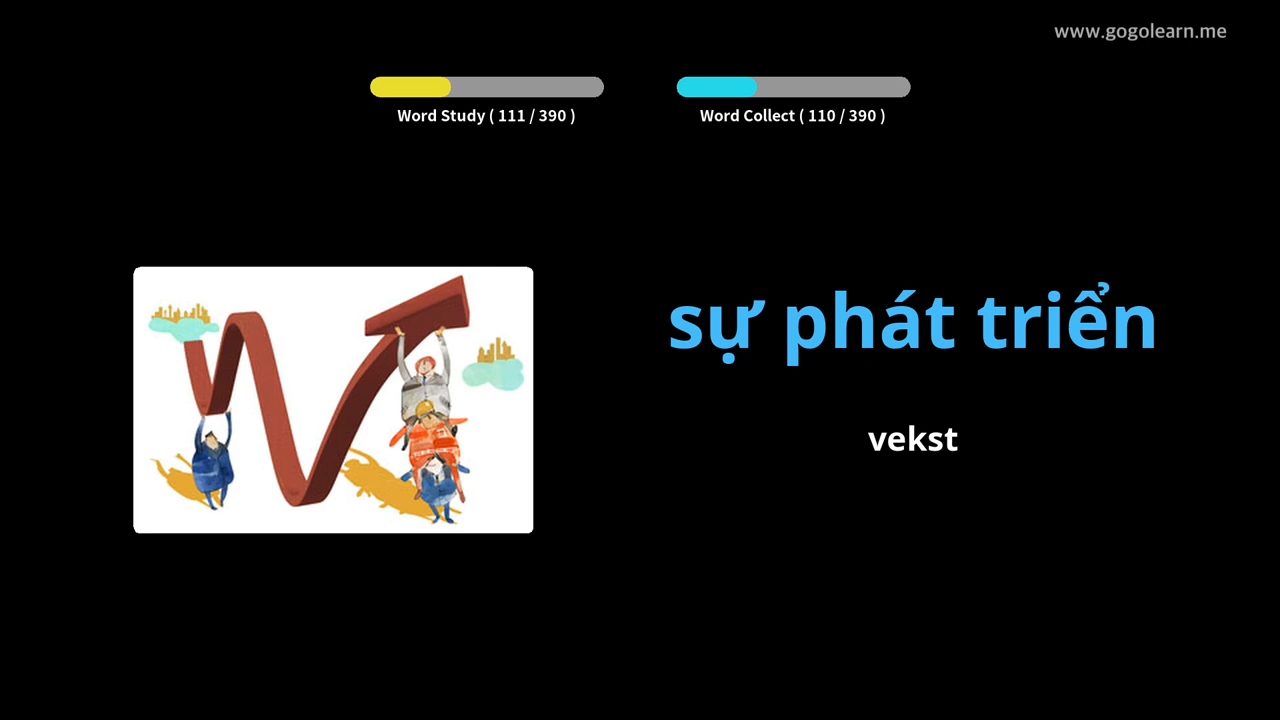 www.gogolearn.me
Word Study ( 111 / 390 )
Word Collect ( 110 / 390 )
sự phát triển
vekst